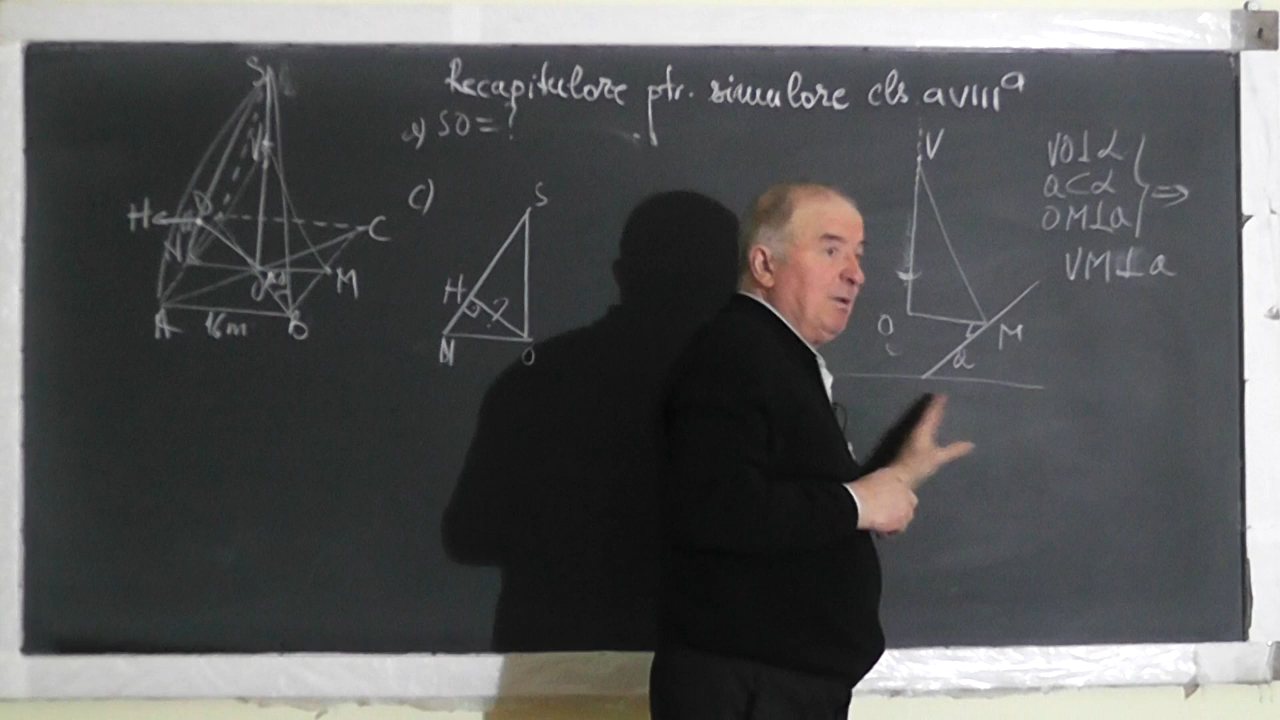 Recapitulare ptr. simulare cls. a VIII a
a) SO = ?
c)
S
V
H
D
C
N
O
M
A
16m
B
S
H
?
N
O
V
O
M
a
VO⊥α
a⊂α
OM⊥a
⇒
VM⊥a